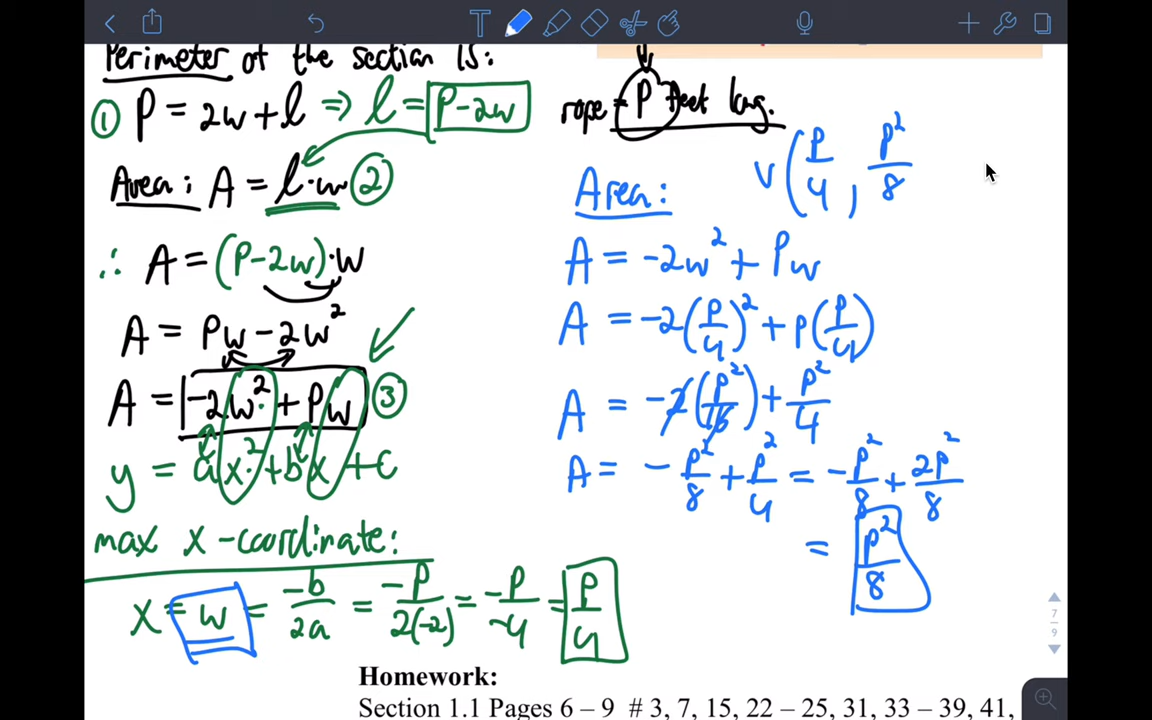 Perimeter of the section is:
① P = 2w + l ⇒ l = P-2w
Area: A = l·w ②
∴ A = (P-2w)·w
A = Pw - 2w²
A = -2w² + Pw ③
y = ax² + bx + c
max x-coordinate:
x = w = -b/2a = -P/2(-2) = -P/-4 = P/4
rope = P feet long.
V(P/4, P²/8)
Area:
A = -2w² + Pw
A = -2(P/4)² + P(P/4)
A = -2(P²/16) + P²/4
A = -P²/8 + P²/4 = -P²/8 + 2P²/8
= P²/8
Homework:
Section 1.1 Pages 6 – 9 # 3, 7, 15, 22 – 25, 31, 33 – 39, 41,
7
9